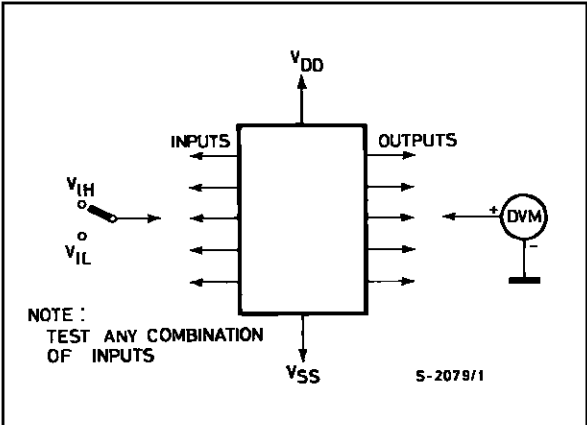 VDD
INPUTS
OUTPUTS
VIH
VIL
+
DVM
-
NOTE :
TEST ANY COMBINATION
OF INPUTS
VSS
S-2079/1